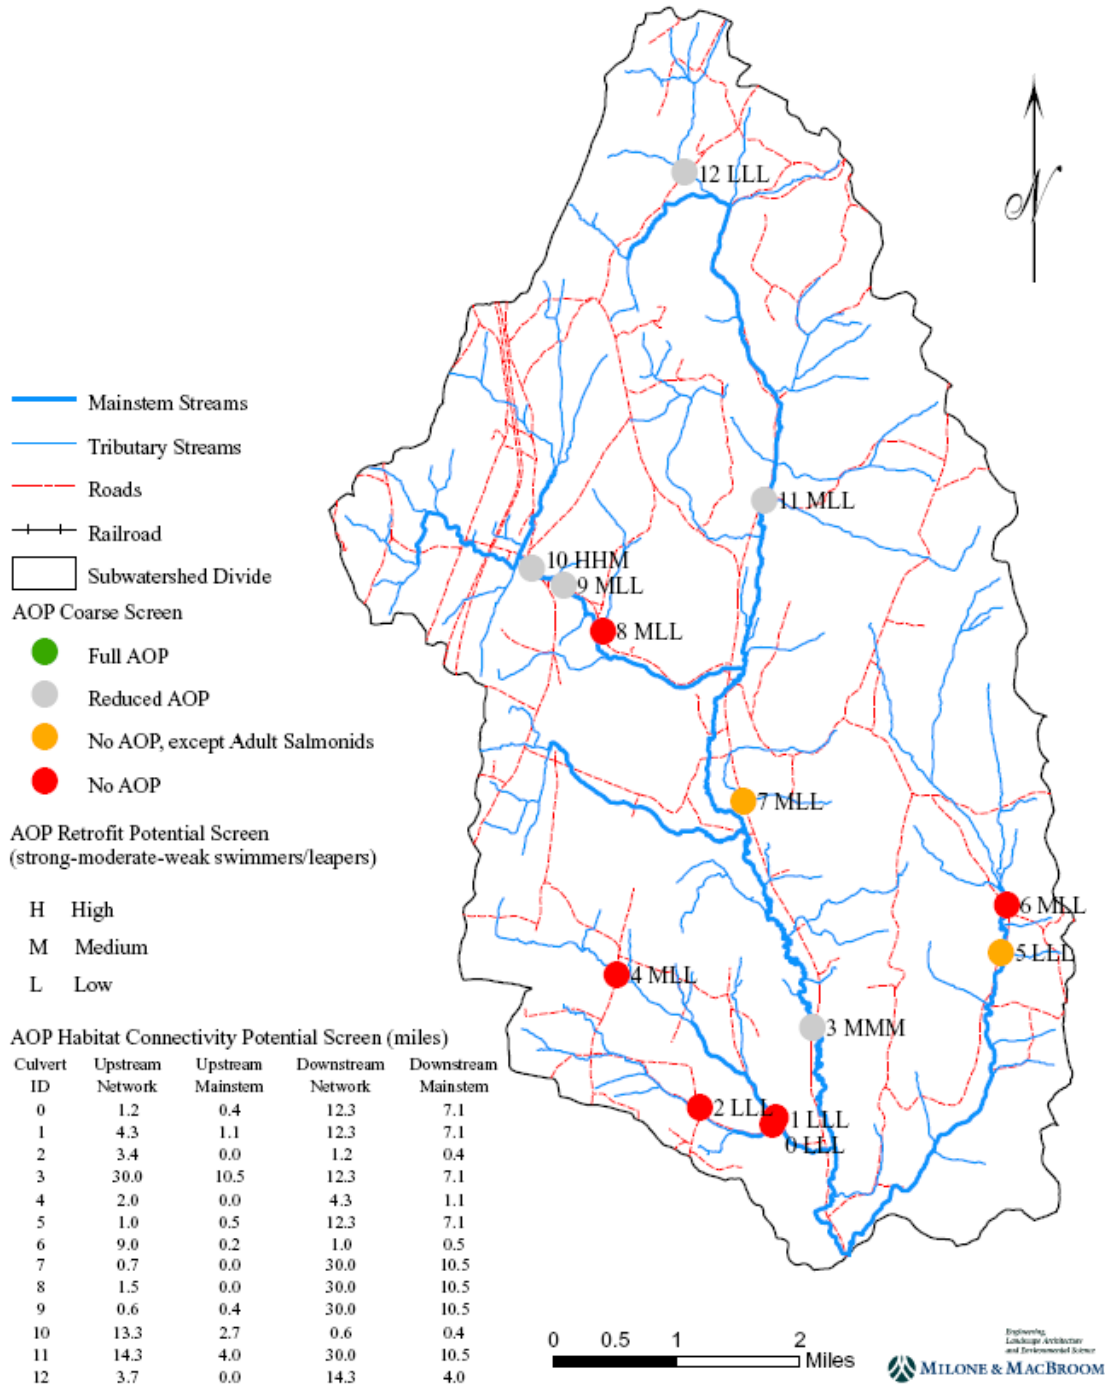 12 LLL
N
Mainstem Streams
Tributary Streams
Roads
Railroad
Subwatershed Divide
AOP Coarse Screen
Full AOP
Reduced AOP
No AOP, except Adult Salmonids
No AOP
11 MLL
10 HHM
9 MLL
8 MLL
7 MLL
6 MLL
5 LLL
4 MLL
3 MMM
2 LLL
1 LLL
0 LLL
AOP Retrofit Potential Screen
(strong-moderate-weak swimmers/leapers)
H High
M Medium
L Low
AOP Habitat Connectivity Potential Screen (miles)
Culvert Upstream Upstream Downstream Downstream
ID Network Mainstem Network Mainstem
0 1.2 0.4 12.3 7.1
1 4.3 1.1 12.3 7.1
2 3.4 0.0 1.2 0.4
3 30.0 10.5 12.3 7.1
4 2.0 0.0 4.3 1.1
5 1.0 0.5 12.3 7.1
6 9.0 0.2 1.0 0.5
7 0.7 0.0 30.0 10.5
8 1.5 0.0 30.0 10.5
9 0.6 0.4 30.0 10.5
10 13.3 2.7 0.6 0.4
11 14.3 4.0 30.0 10.5
12 3.7 0.0 14.3 4.0
0 0.5 1 2
Miles
Engineering,
Landscape Architecture
and Environmental Science
MILONE & MACBROOM